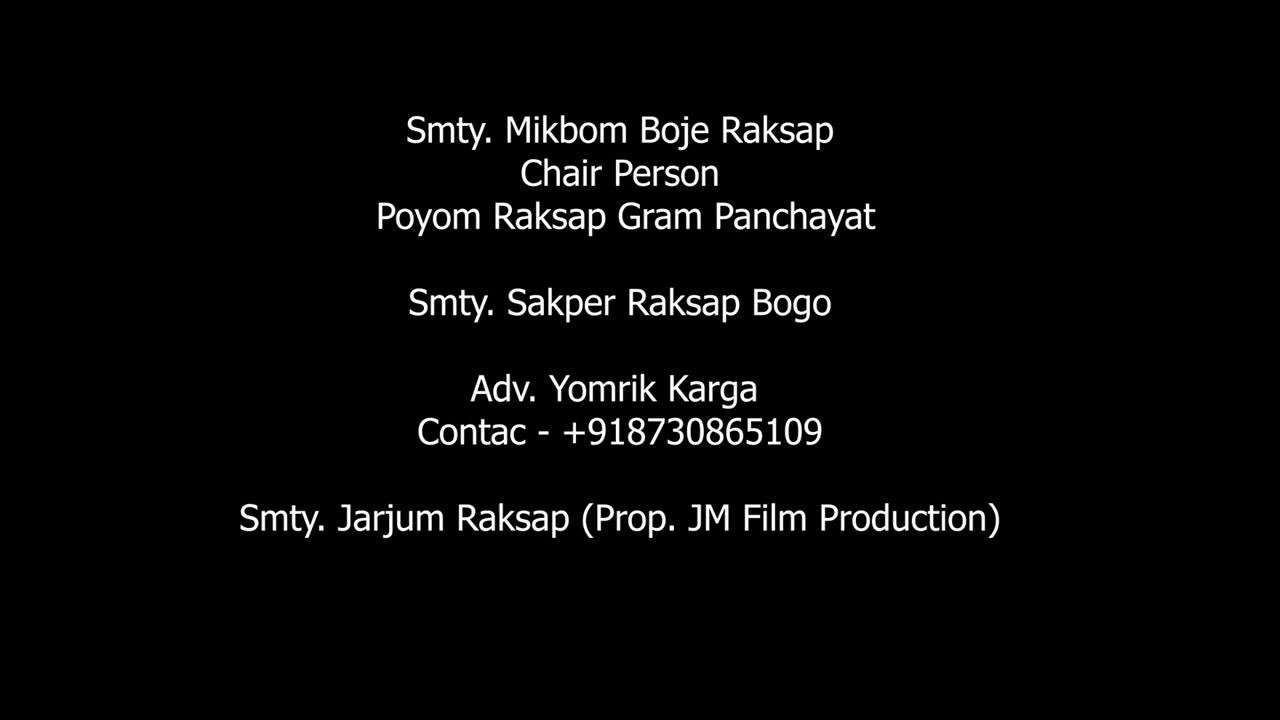 Smty. Mikbom Boje Raksap
Chair Person
Poyom Raksap Gram Panchayat
Smty. Sakper Raksap Bogo
Adv. Yomrik Karga
Contac - +918730865109
Smty. Jarjum Raksap (Prop. JM Film Production)